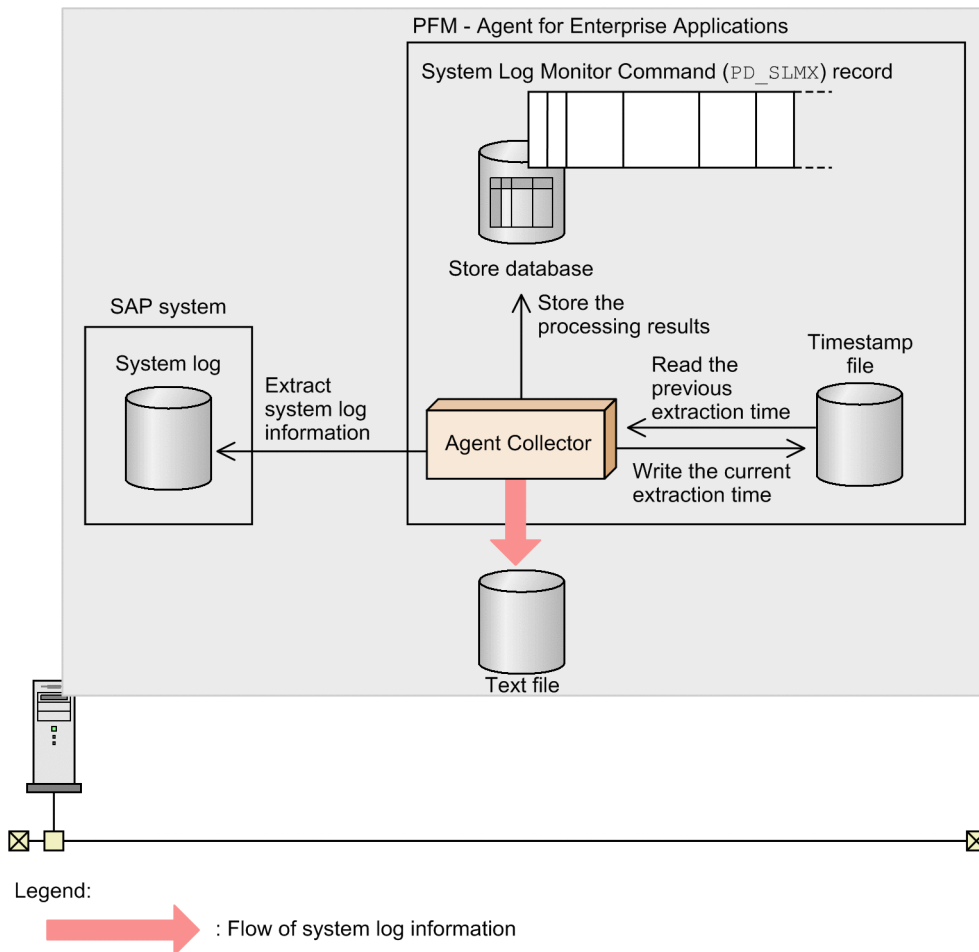 PFM - Agent for Enterprise Applications
System Log Monitor Command (PD_SLMX) record
Store database
SAP system
System log
Extract
system log
information
Store the
processing results
Agent Collector
Read the
previous
extraction time
Timestamp
file
Write the current
extraction time
Text file
Legend:
: Flow of system log information